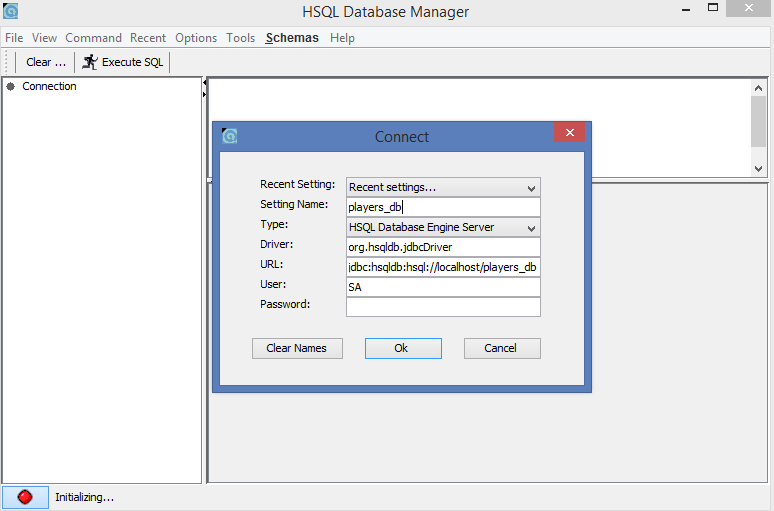 HSQL Database Manager
File View Command Recent Options Tools Schemas Help
Clear ... Execute SQL
Connection
Connect
Recent Setting: Recent settings...
Setting Name: players_db
Type: HSQL Database Engine Server
Driver: org.hsqldb.jdbcDriver
URL: jdbc:hsqldb:hsql://localhost/players_db
User: SA
Password:
Clear Names Ok Cancel
Initializing...